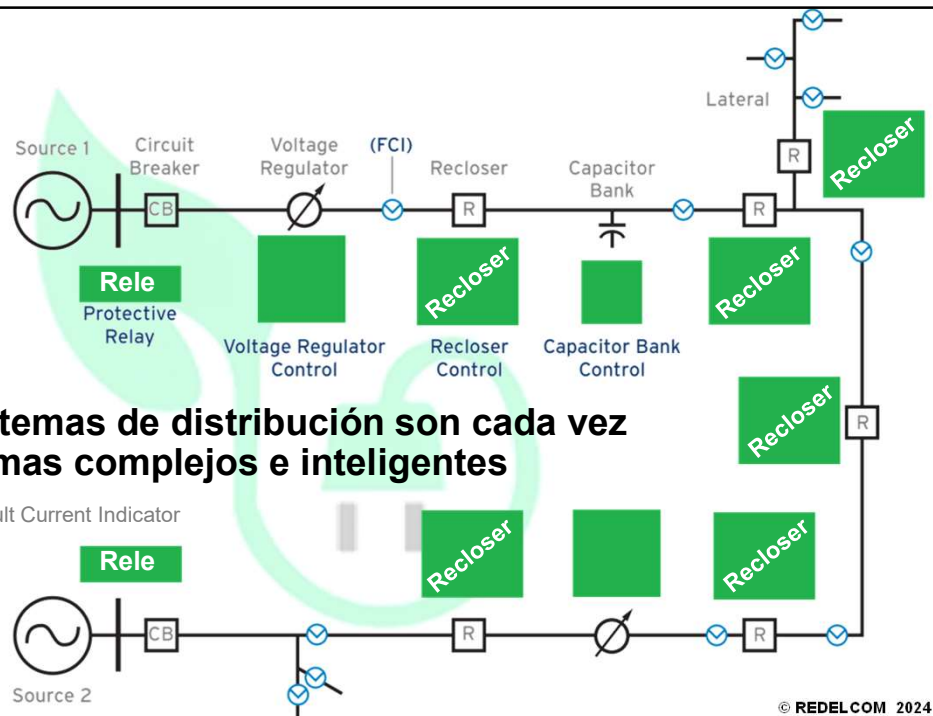 Lateral
Source 1
Circuit
Breaker
Voltage
Regulator
(FCI)
Recloser
Capacitor
Bank
R
Recloser
CB
R
R
Rele
Protective
Relay
Voltage Regulator
Control
Recloser
Recloser
Control
Capacitor Bank
Control
Recloser
Recloser
R
temas de distribución son cada vez
mas complejos e inteligentes
ult Current Indicator
Rele
Recloser
Recloser
CB
R
R
Source 2
© REDELCOM 2024